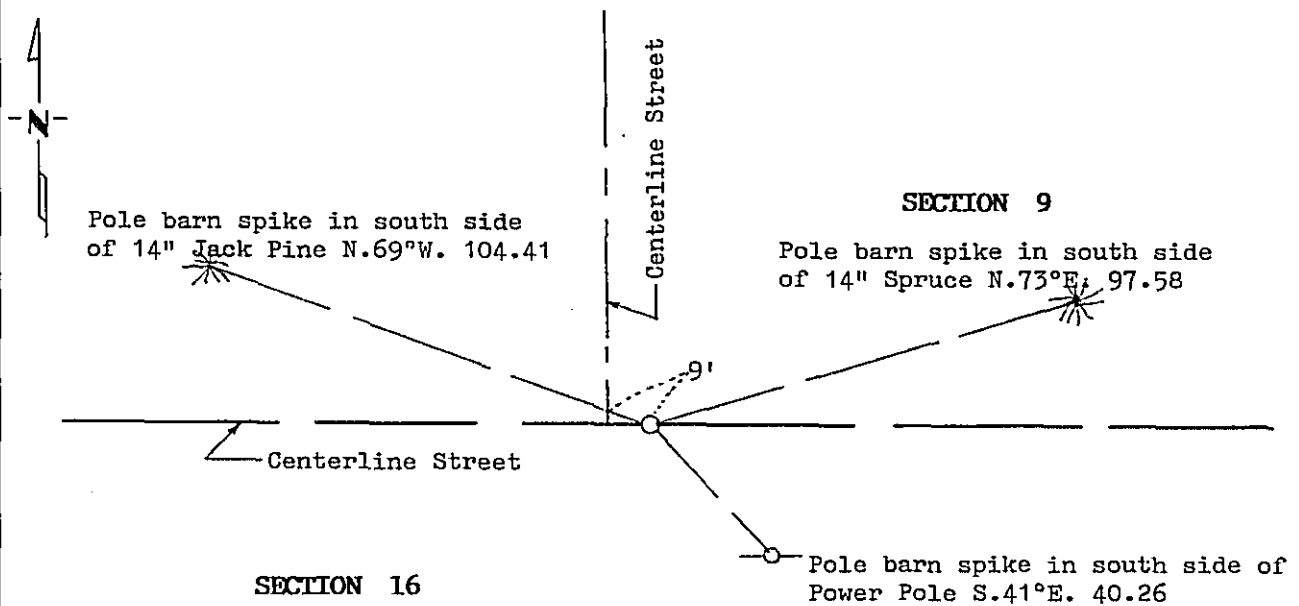 -N-
Centerline Street
SECTION 9
Pole barn spike in south side
of 14" Jack Pine N.69"W. 104.41
Pole barn spike in south side
of 14" Spruce N.73°E. 97.58
9'
Centerline Street
SECTION 16
Pole barn spike in south side of
Power Pole S.41°E. 40.26